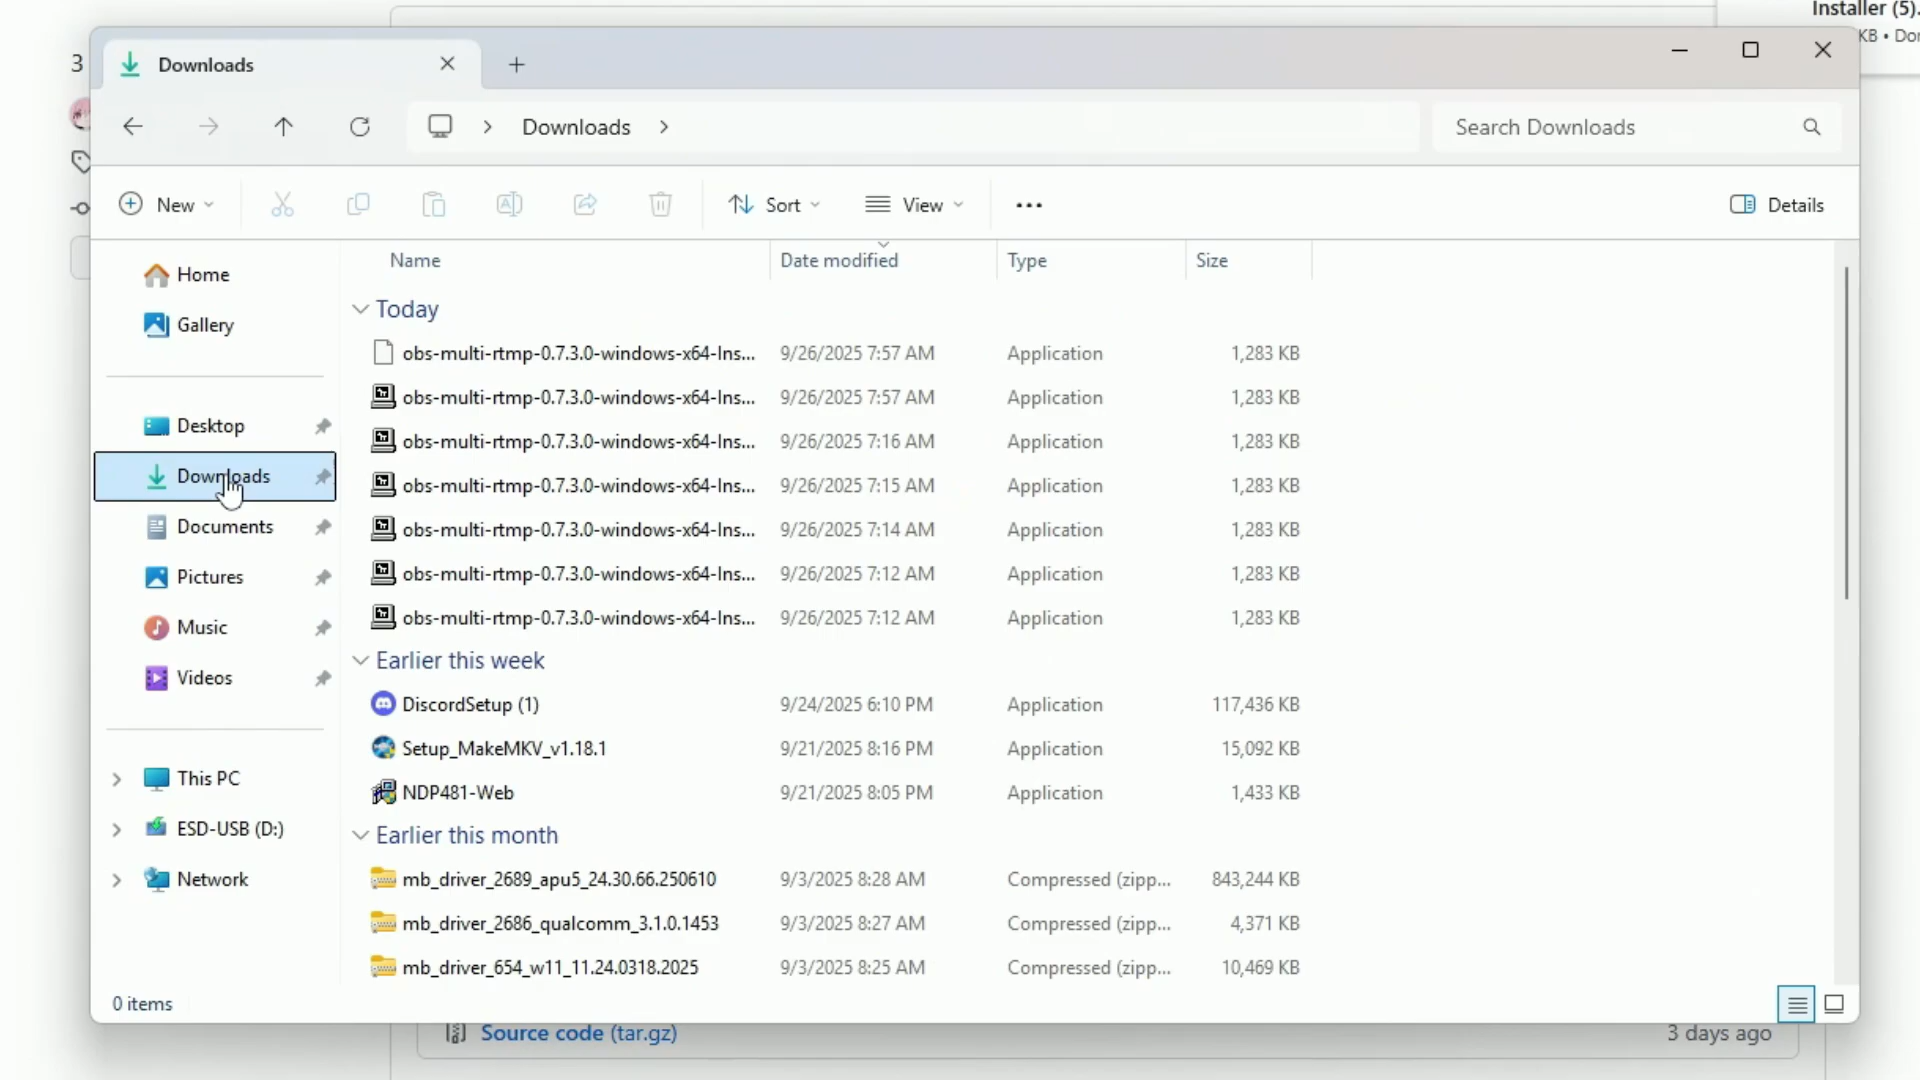 Installer (5).
3
KB • Do
Downloads
Downloads
Search Downloads
New
Sort
View
Details
Name
Date modified
Type
Size
Home
Gallery
Desktop
Downloads
Documents
Pictures
Music
Videos
This PC
ESD-USB (D:)
Network
Today
obs-multi-rtmp-0.7.3.0-windows-x64-Ins... 9/26/2025 7:57 AM Application 1,283 KB
obs-multi-rtmp-0.7.3.0-windows-x64-Ins... 9/26/2025 7:57 AM Application 1,283 KB
obs-multi-rtmp-0.7.3.0-windows-x64-Ins... 9/26/2025 7:16 AM Application 1,283 KB
obs-multi-rtmp-0.7.3.0-windows-x64-Ins... 9/26/2025 7:15 AM Application 1,283 KB
obs-multi-rtmp-0.7.3.0-windows-x64-Ins... 9/26/2025 7:14 AM Application 1,283 KB
obs-multi-rtmp-0.7.3.0-windows-x64-Ins... 9/26/2025 7:12 AM Application 1,283 KB
obs-multi-rtmp-0.7.3.0-windows-x64-Ins... 9/26/2025 7:12 AM Application 1,283 KB
Earlier this week
DiscordSetup (1) 9/24/2025 6:10 PM Application 117,436 KB
Setup_MakeMKV_v1.18.1 9/21/2025 8:16 PM Application 15,092 KB
NDP481-Web 9/21/2025 8:05 PM Application 1,433 KB
Earlier this month
mb_driver_2689_apu5_24.30.66.250610 9/3/2025 8:28 AM Compressed (zipp... 843,244 KB
mb_driver_2686_qualcomm_3.1.0.1453 9/3/2025 8:27 AM Compressed (zipp... 4,371 KB
mb_driver_654_w11_11.24.0318.2025 9/3/2025 8:25 AM Compressed (zipp... 10,469 KB
0 items
Source code (tar.gz)
3 days ago